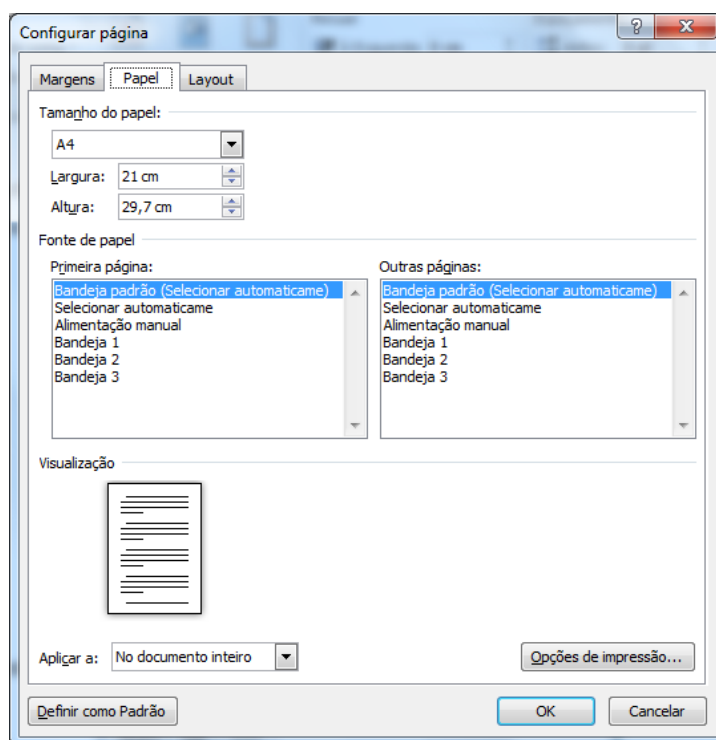 Configurar página
Margens Papel Layout
Tamanho do papel:
A4
Largura: 21 cm
Altura: 29,7 cm
Fonte de papel
Primeira página: Outras páginas:
Bandeja padrão (Selecionar automaticame) Bandeja padrão (Selecionar automaticame)
Selecionar automaticame Selecionar automaticame
Alimentação manual Alimentação manual
Bandeja 1 Bandeja 1
Bandeja 2 Bandeja 2
Bandeja 3 Bandeja 3
Visualização
Aplicar a: No documento inteiro Opções de impressão...
Definir como Padrão OK Cancelar